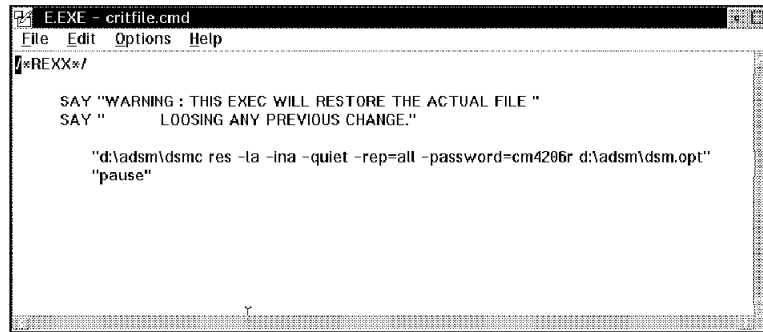 E.EXE - critfile.cmd
File Edit Options Help
/*REXX*/
SAY "WARNING : THIS EXEC WILL RESTORE THE ACTUAL FILE "
SAY " LOOSING ANY PREVIOUS CHANGE."
"d:\adsm\dsmc res -la -ina -quiet -rep=all -password=cm4206r d:\adsm\dsm.opt"
"pause"